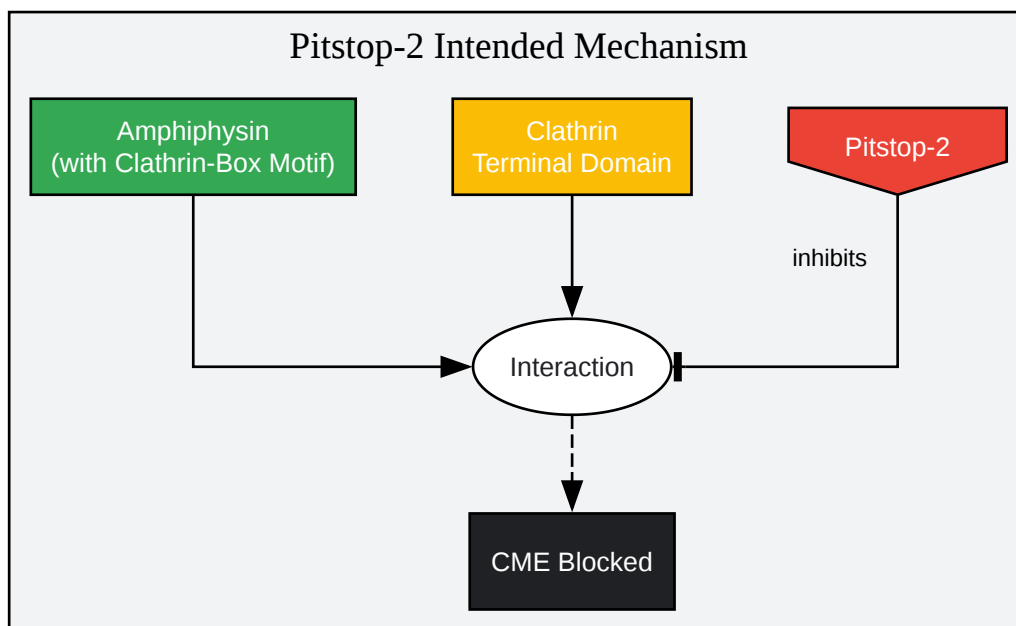 Pitstop-2 Intended Mechanism
Amphiphysin
(with Clathrin-Box Motif)
Clathrin
Terminal Domain
Pitstop-2
inhibits
Interaction
CME Blocked